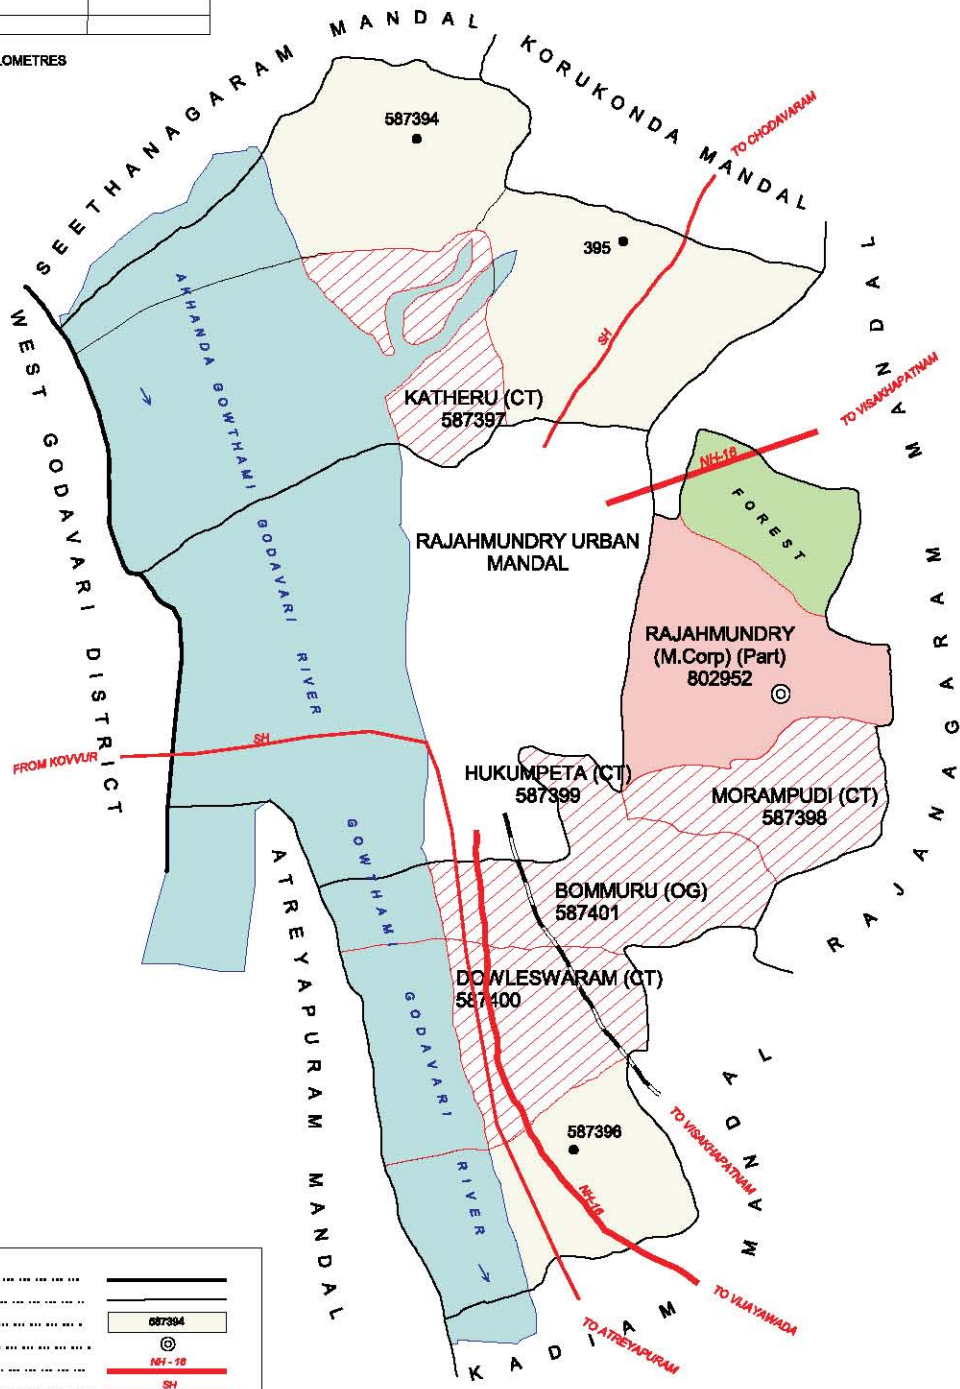 LOMETRES
SEETHANAGARAM MANDAL
KORUKONDA MANDAL
TO CHODAVARAM
587394
395
SH
WEST GODAVARI DISTRICT
AKHANDA GOWTHAMI GODAVARI RIVER
KATHERU (CT)
587397
TO VISAKHAPATNAM
NH-16
FOREST
RAJANAGARAM MANDAL
RAJAHMUNDRY URBAN
MANDAL
RAJAHMUNDRY
(M.Corp) (Part)
802952
FROM KOVVUR
SH
HUKUMPETA (CT)
587399
MORAMPUDI (CT)
587398
BOMMURU (OG)
587401
GOWTHAMI GODAVARI RIVER
ATREYAPURAM MANDAL
DOWLESWARAM (CT)
587400
587396
TO VISAKHAPATNAM
NH-16
TO VIJAYAWADA
TO ATREYAPURAM
KADIAM MANDAL
587394
NH - 16
SH